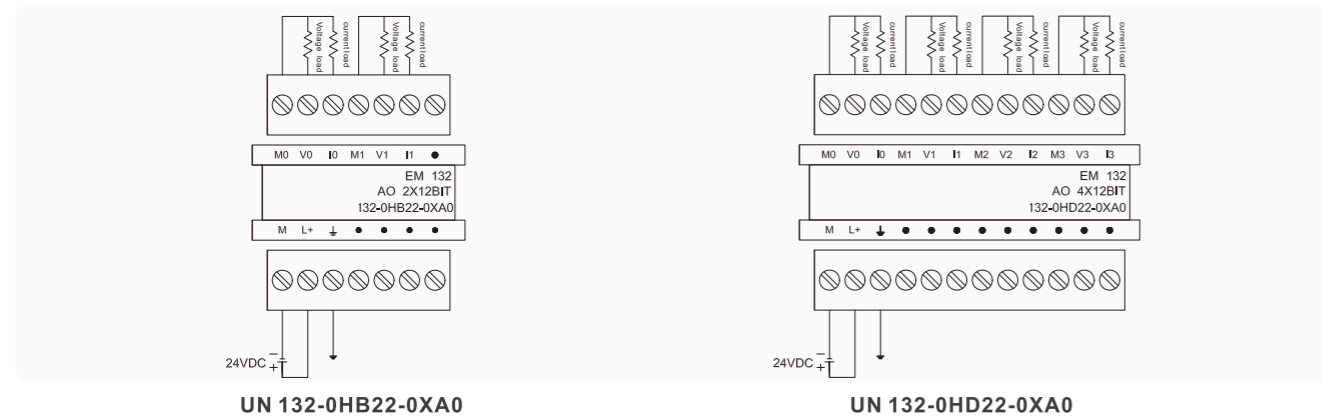 Voltage load
current load
Voltage load
current load
M0 V0 I0 M1 V1 I1 ●
EM 132
AO 2X12BIT
132-0HB22-0XA0
M L+ ⏚ ● ● ● ●
24VDC
−
+
UN 132-0HB22-0XA0
Voltage load
current load
Voltage load
current load
Voltage load
current load
Voltage load
current load
M0 V0 I0 M1 V1 I1 M2 V2 I2 M3 V3 I3
EM 132
AO 4X12BIT
132-0HD22-0XA0
M L+ ⏚ ● ● ● ● ● ● ● ● ●
24VDC
−
+
UN 132-0HD22-0XA0